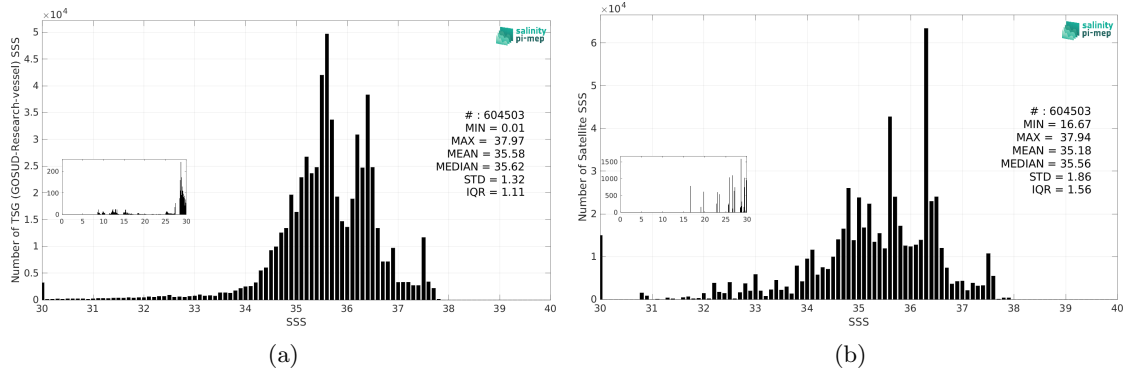 ×10⁴
5
4.5
4
3.5
3
2.5
2
1.5
1
0.5
0
Number of TSG (GOSUD-Research-vessel) SSS
salinity
pi-mep
# : 604503
MIN = 0.01
MAX = 37.97
MEAN = 35.58
MEDIAN = 35.62
STD = 1.32
IQR = 1.11
200
100
0
0 5 10 15 20 25 30
30 31 32 33 34 35 36 37 38 39 40
SSS
(a)
×10⁴
6
5
4
3
2
1
0
Number of Satellite SSS
salinity
pi-mep
# : 604503
MIN = 16.67
MAX = 37.94
MEAN = 35.18
MEDIAN = 35.56
STD = 1.86
IQR = 1.56
1500
1000
500
0
0 5 10 15 20 25 30
30 31 32 33 34 35 36 37 38 39 40
SSS
(b)